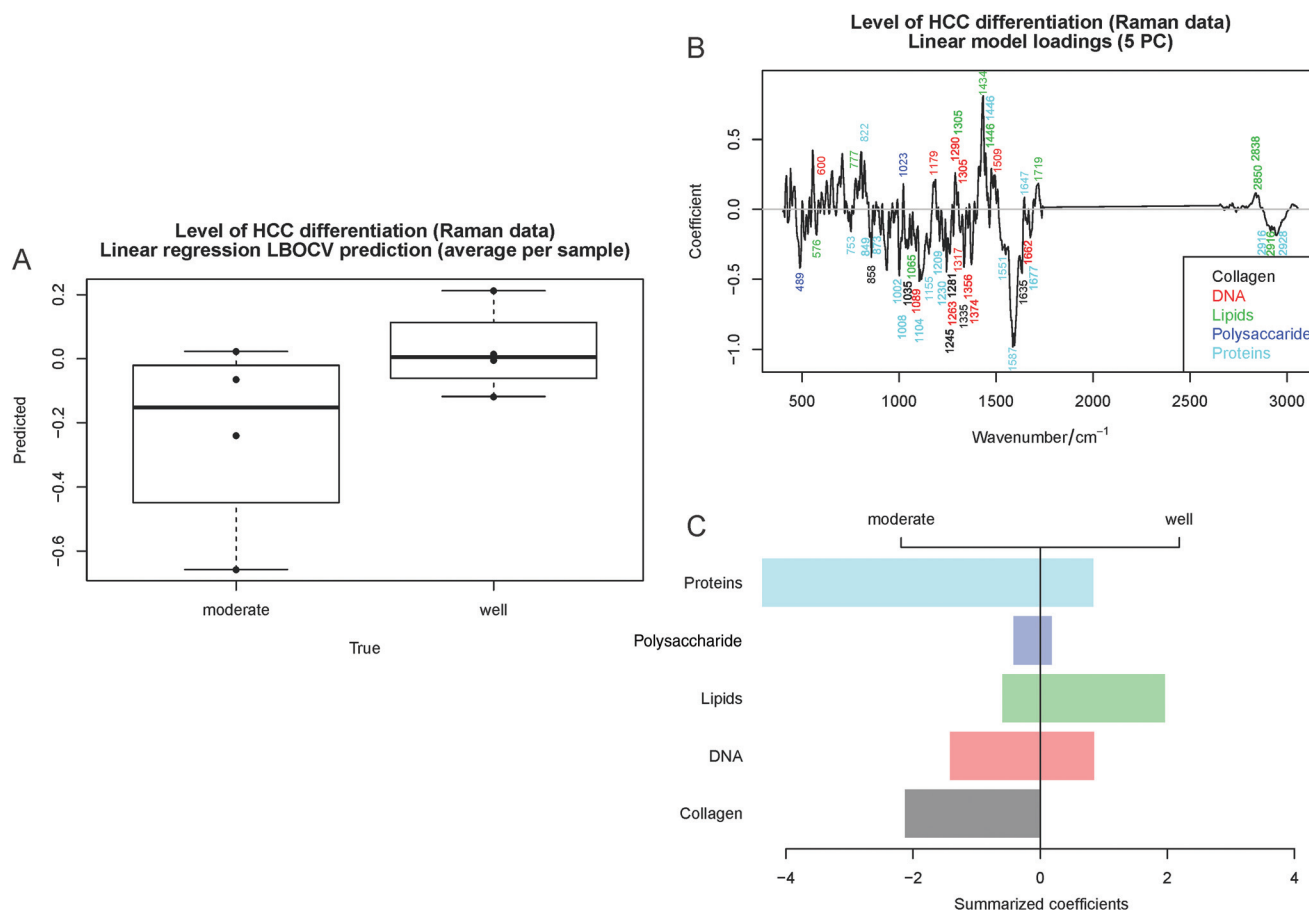 A
Level of HCC differentiation (Raman data)
Linear regression LBOCV prediction (average per sample)
0.2
0.0
−0.2
−0.4
−0.6
Predicted
moderate
well
True
B
Level of HCC differentiation (Raman data)
Linear model loadings (5 PC)
0.5
0.0
−0.5
−1.0
Coefficient
489
600
576
777
822
753
849
873
858
1023
1002
1008
1035
1065
1089
1104
1179
1155
1209
1230
1245
1263
1281
1290
1305
1305
1317
1335
1356
1374
1434
1446
1446
1509
1551
1587
1635
1647
1662
1677
1719
2850
2838
2916
2916
2928
Collagen
DNA
Lipids
Polysaccaride
Proteins
500
1000
1500
2000
2500
3000
Wavenumber/cm−1
C
moderate
well
Proteins
Polysaccharide
Lipids
DNA
Collagen
−4
−2
0
2
4
Summarized coefficients